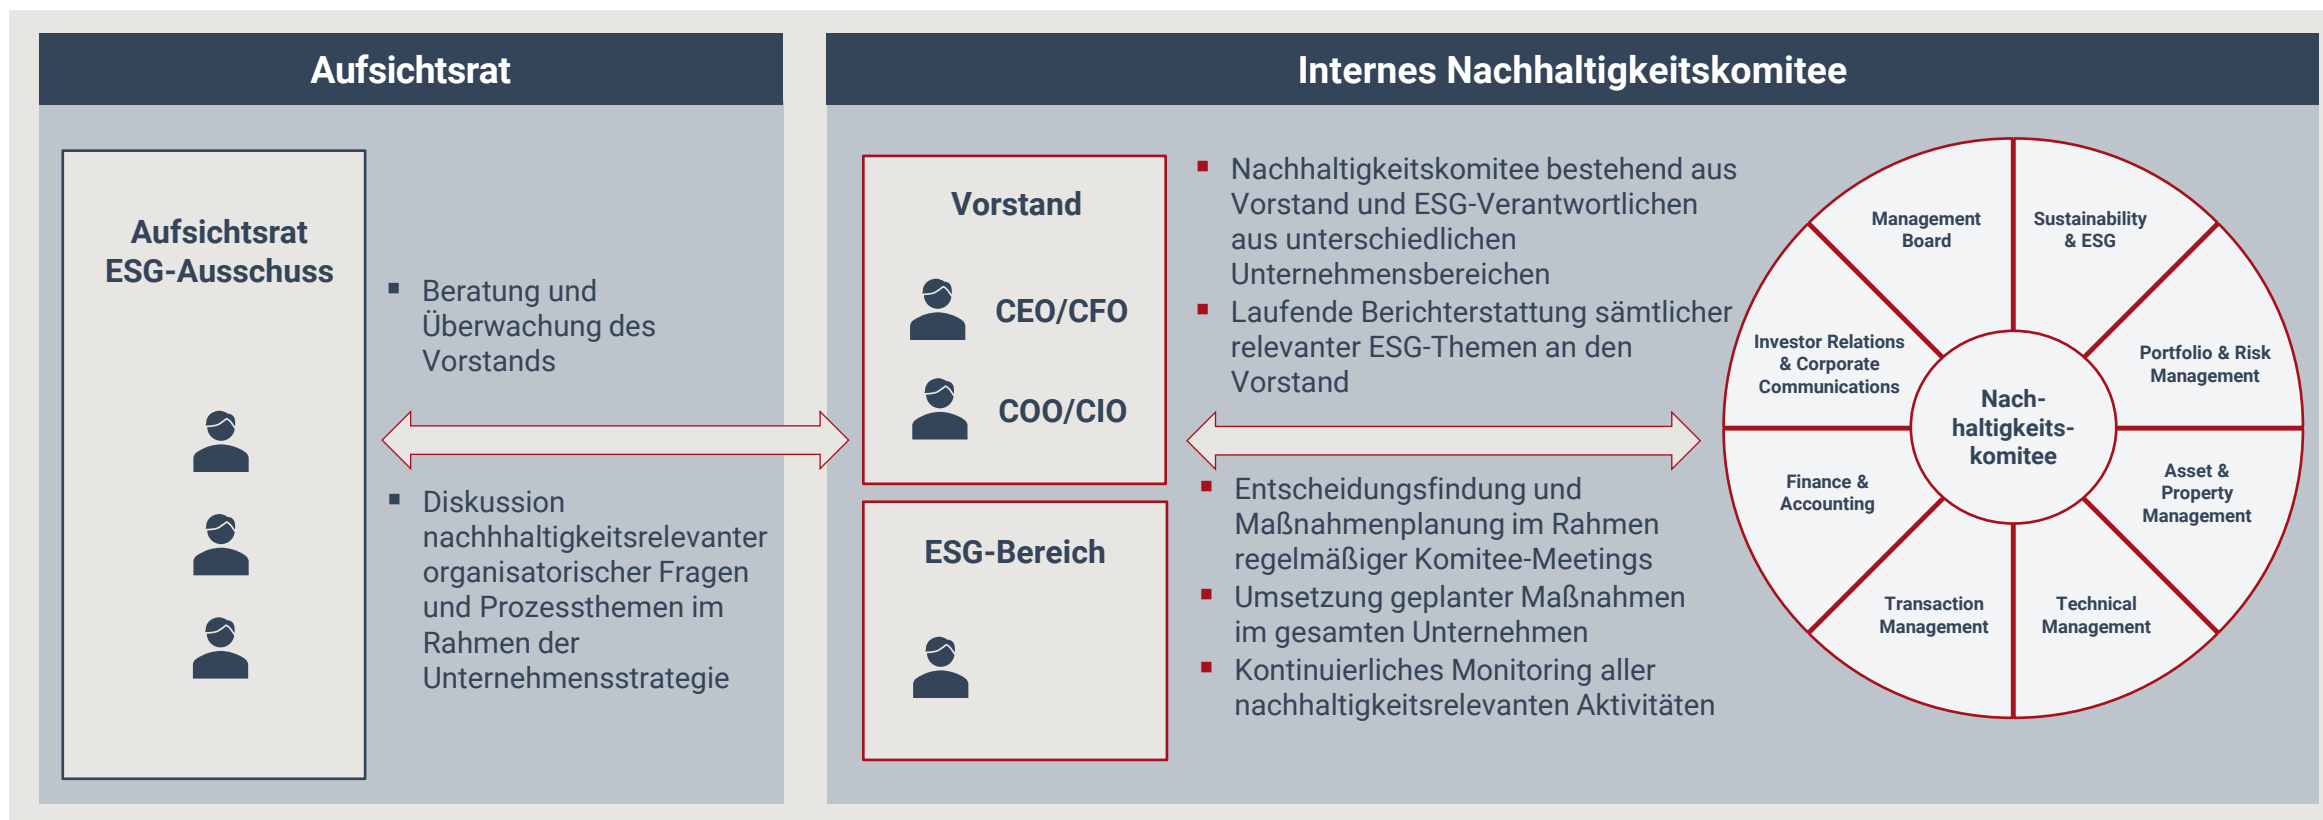 Aufsichtsrat
Aufsichtsrat
ESG-Ausschuss
▪ Beratung und
Überwachung des
Vorstands
▪ Diskussion
nachhhaltigkeitsrelevanter
organisatorischer Fragen
und Prozessthemen im
Rahmen der
Unternehmensstrategie
Internes Nachhaltigkeitskomitee
Vorstand
CEO/CFO
COO/CIO
ESG-Bereich
▪ Nachhaltigkeitskomitee bestehend aus
Vorstand und ESG-Verantwortlichen
aus unterschiedlichen
Unternehmensbereichen
▪ Laufende Berichterstattung sämtlicher
relevanter ESG-Themen an den
Vorstand
▪ Entscheidungsfindung und
Maßnahmenplanung im Rahmen
regelmäßiger Komitee-Meetings
▪ Umsetzung geplanter Maßnahmen
im gesamten Unternehmen
▪ Kontinuierliches Monitoring aller
nachhaltigkeitsrelevanten Aktivitäten
Management
Board
Sustainability
& ESG
Portfolio & Risk
Management
Asset &
Property
Management
Technical
Management
Transaction
Management
Finance &
Accounting
Investor Relations
& Corporate
Communications
Nach-
haltigkeits-
komitee